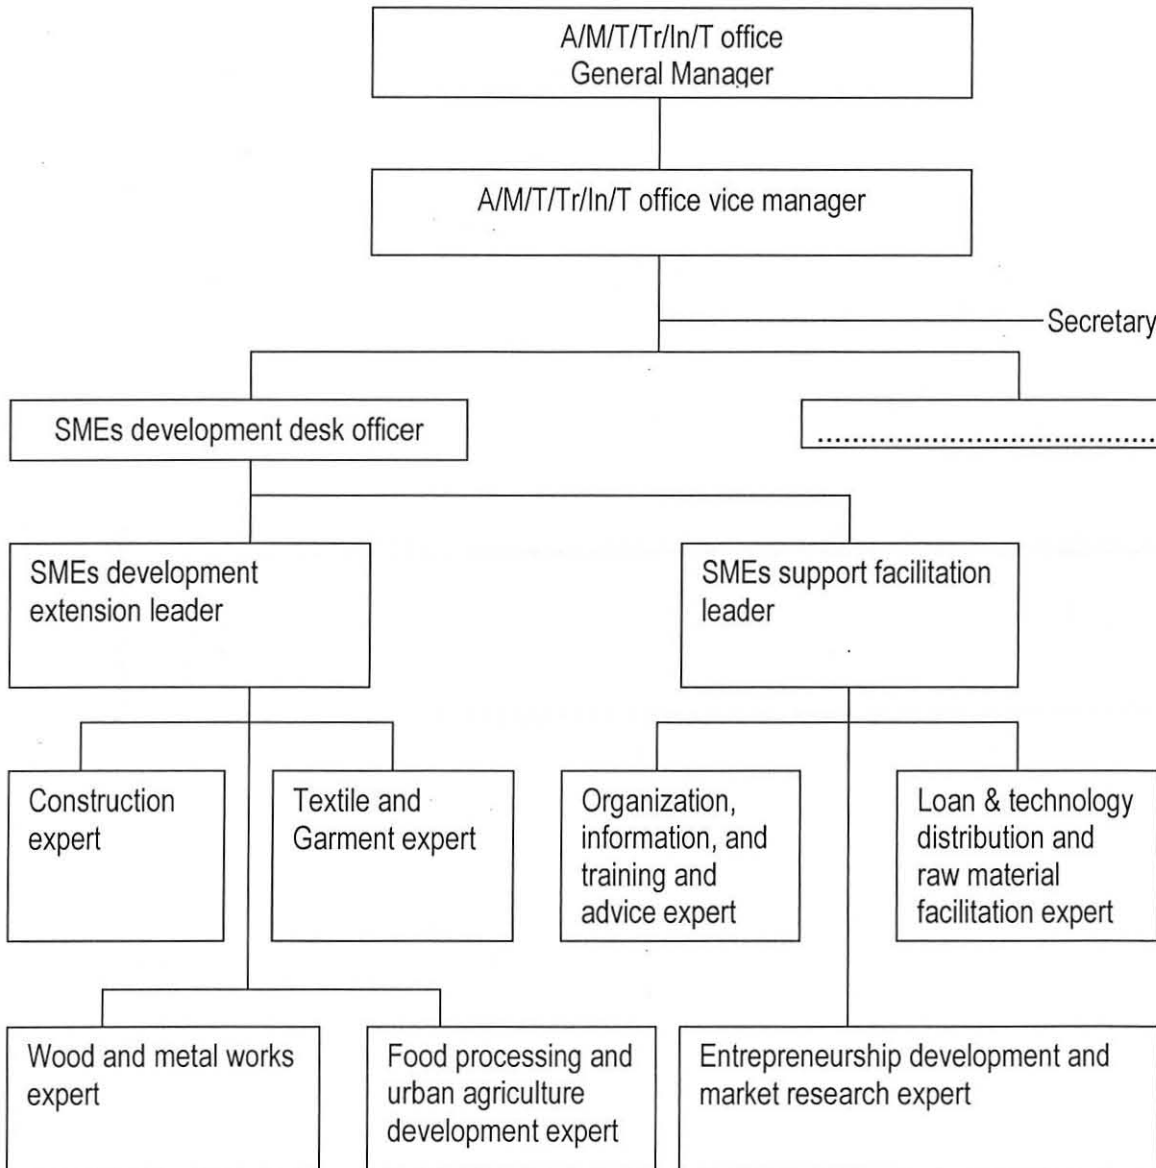 A/M/T/Tr/In/T office
General Manager
A/M/T/Tr/In/T office vice manager
Secretary
SMEs development desk officer
.......................................
SMEs development
extension leader
SMEs support facilitation
leader
Construction
expert
Textile and
Garment expert
Organization,
information, and
training and
advice expert
Loan & technology
distribution and
raw material
facilitation expert
Wood and metal works
expert
Food processing and
urban agriculture
development expert
Entrepreneurship development and
market research expert